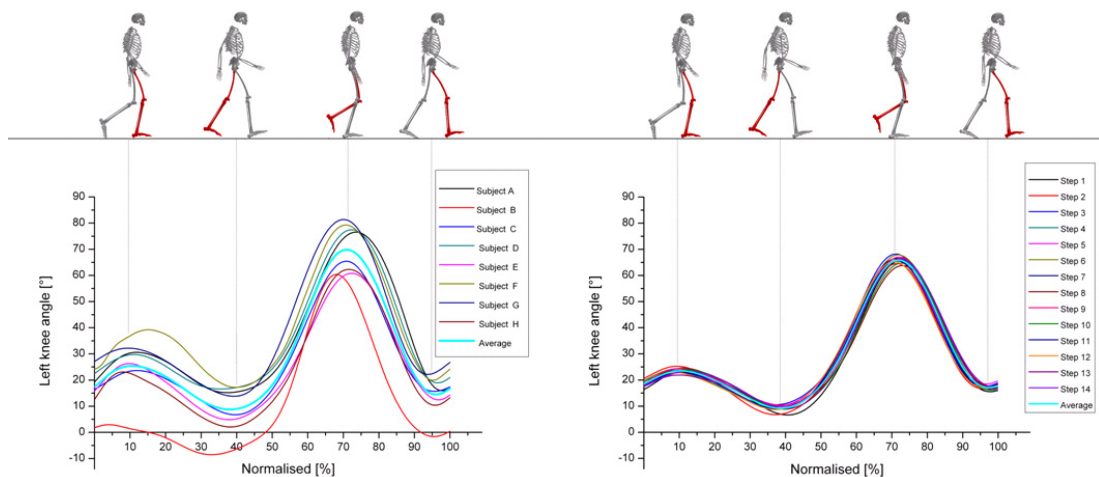 Left knee angle [°]
90
80
70
60
50
40
30
20
10
0
-10
10 20 30 40 50 60 70 80 90 100
Normalised [%]
Subject A
Subject B
Subject C
Subject D
Subject E
Subject F
Subject G
Subject H
Average
Left knee angle [°]
90
80
70
60
50
40
30
20
10
0
-10
10 20 30 40 50 60 70 80 90 100
Normalised [%]
Step 1
Step 2
Step 3
Step 4
Step 5
Step 6
Step 7
Step 8
Step 9
Step 10
Step 11
Step 12
Step 13
Step 14
Average